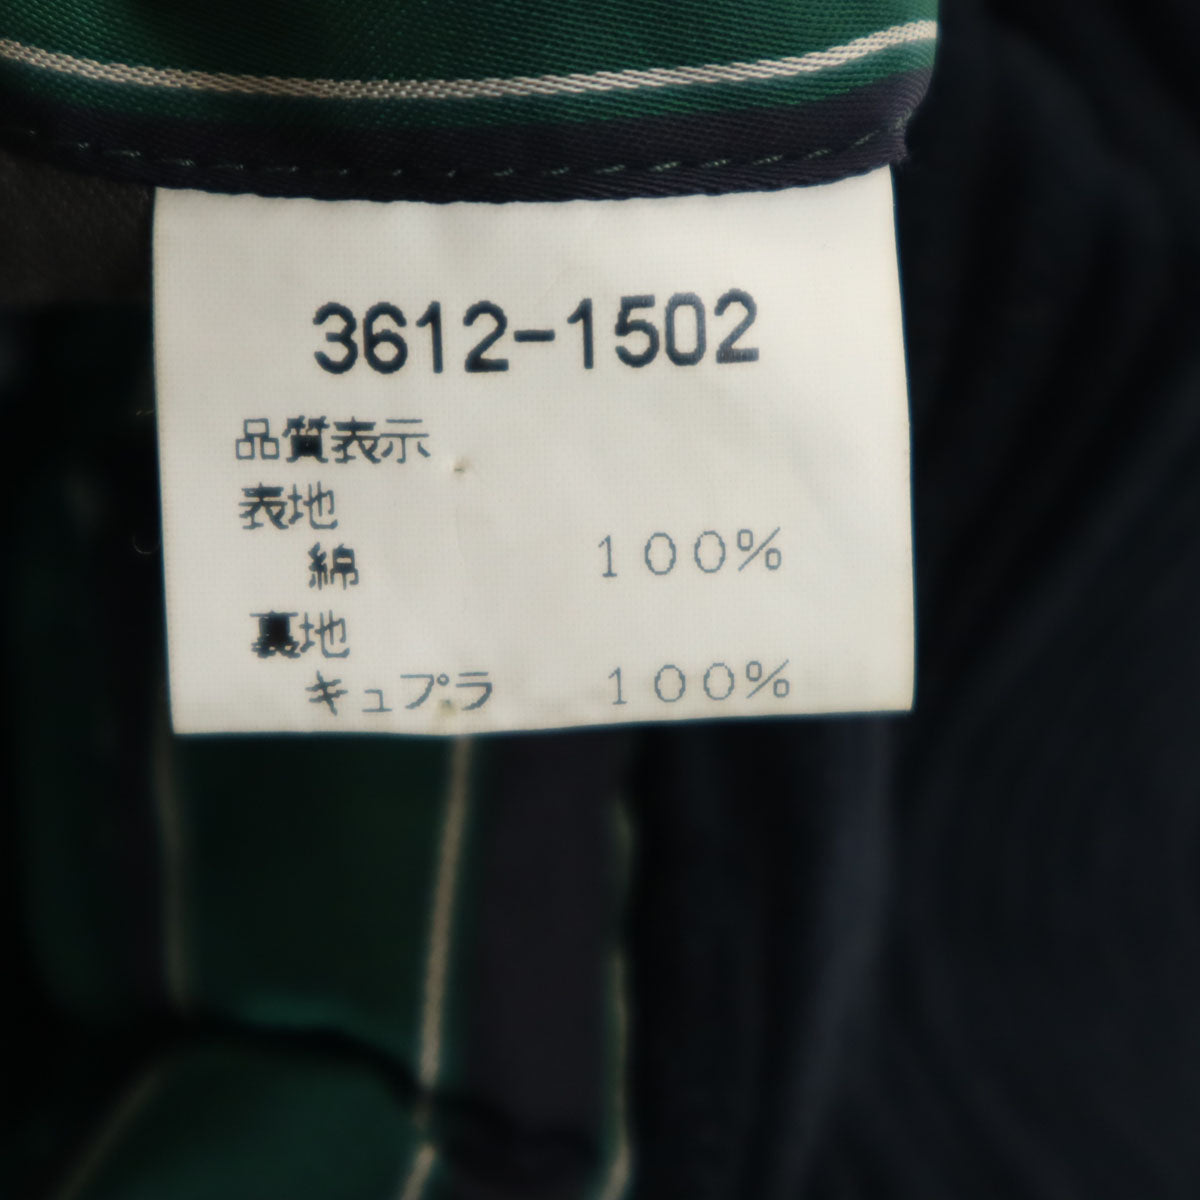 3612-1502
品質表示
表地
綿 100%
裏地
キュプラ 100%